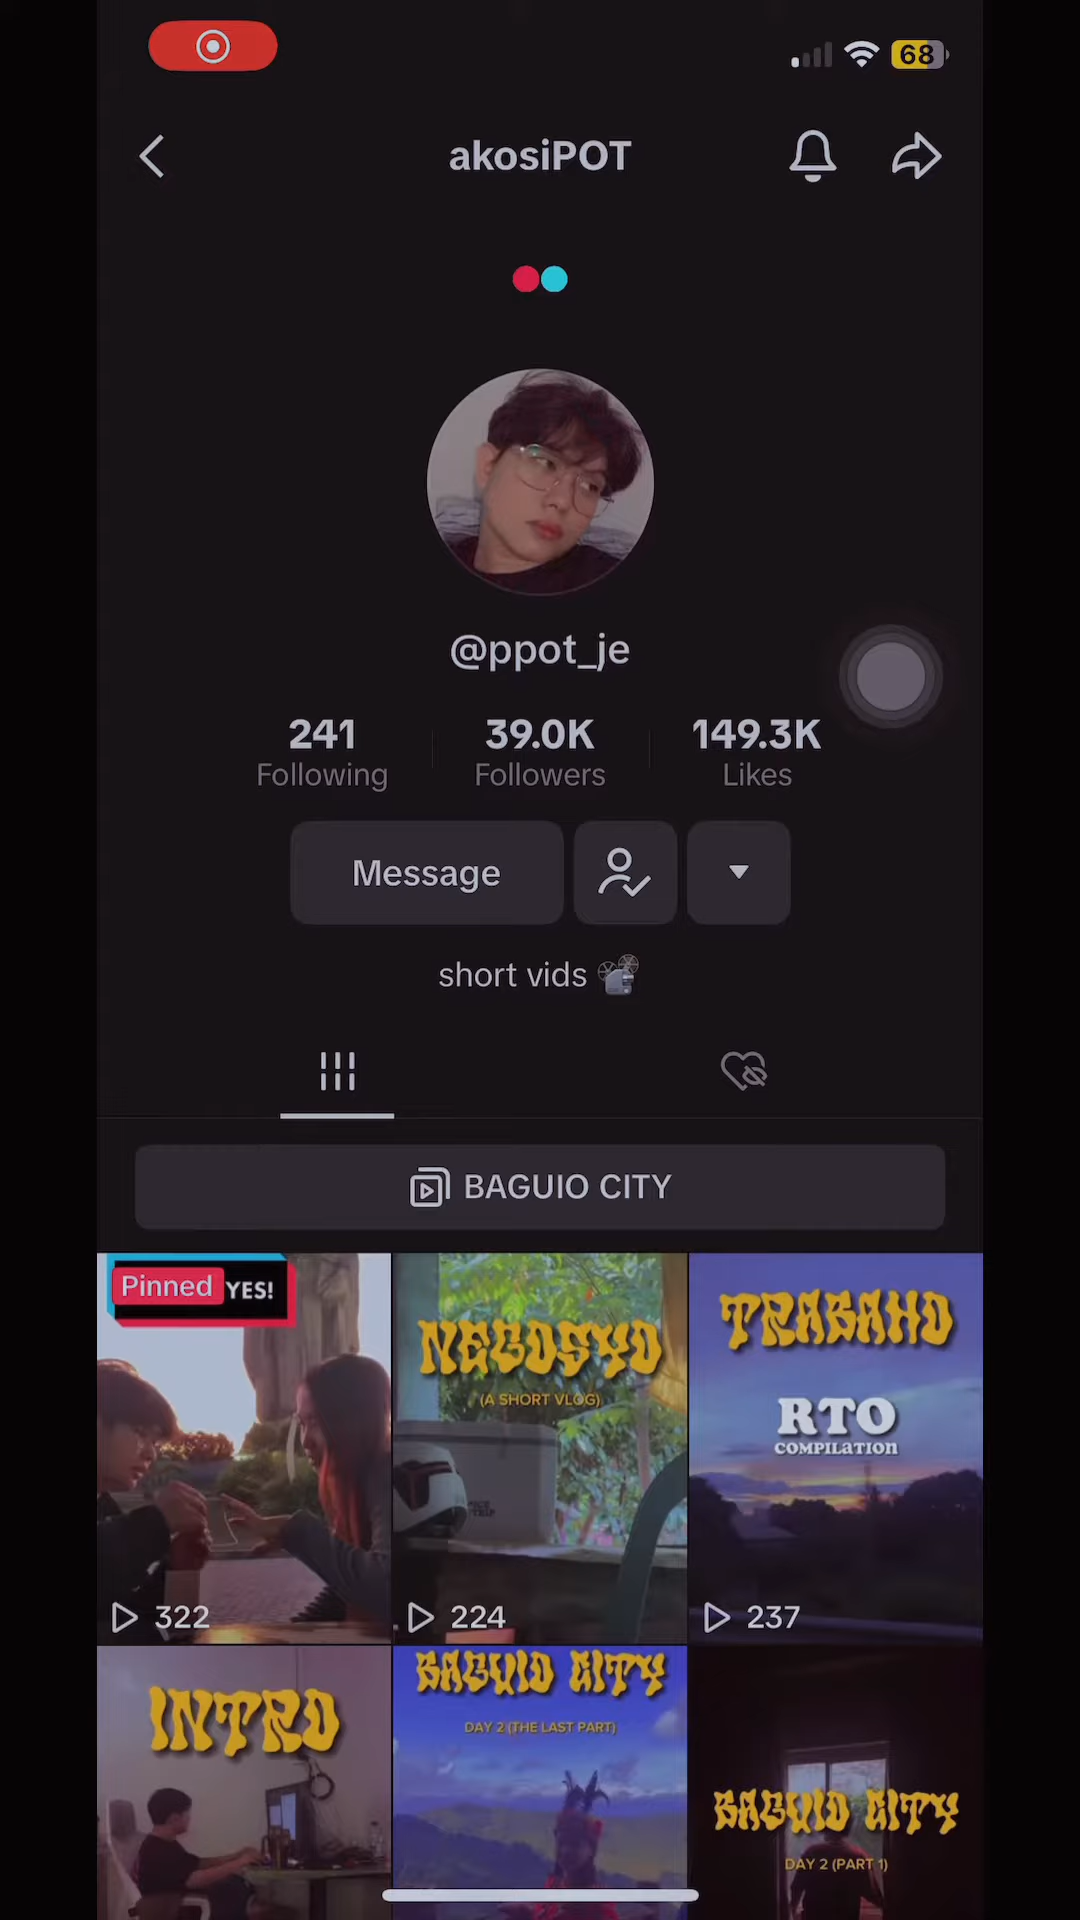 68
akosiPOT
@ppot_je
241 39.0K 149.3K
Following Followers Likes
Message
short vids
BAGUIO CITY
Pinned YES!
322
NEGOSYO
(A SHORT VLOG)
224
TRABAHO
RTO
COMPILATION
237
INTRO
BAGUIO CITY
DAY 2 (THE LAST PART)
BAGUIO CITY
DAY 2 (PART 1)